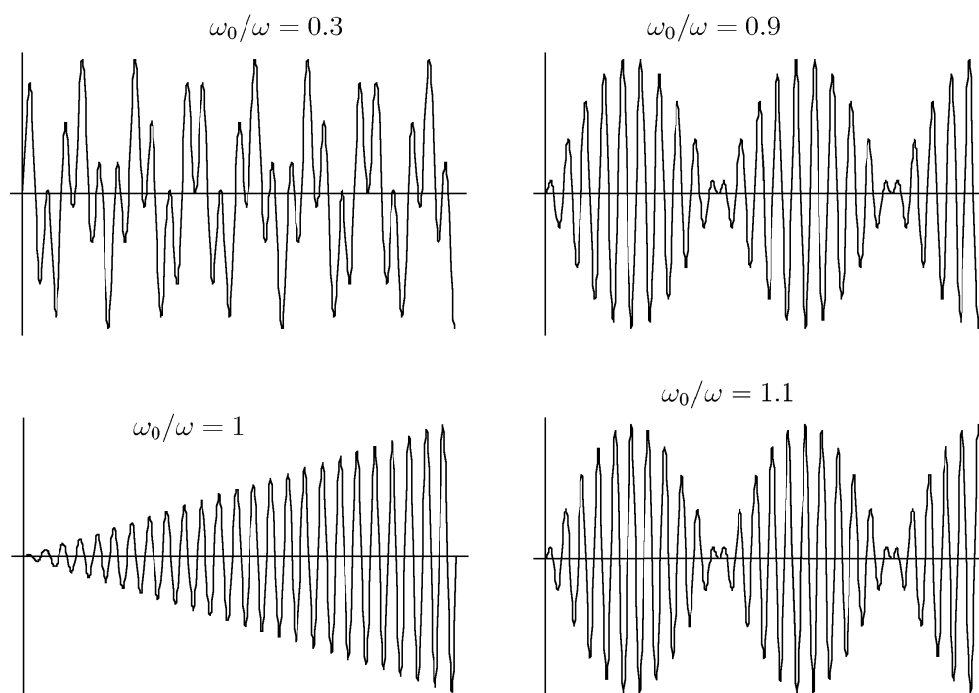 ω₀/ω = 0.3
ω₀/ω = 0.9
ω₀/ω = 1
ω₀/ω = 1.1